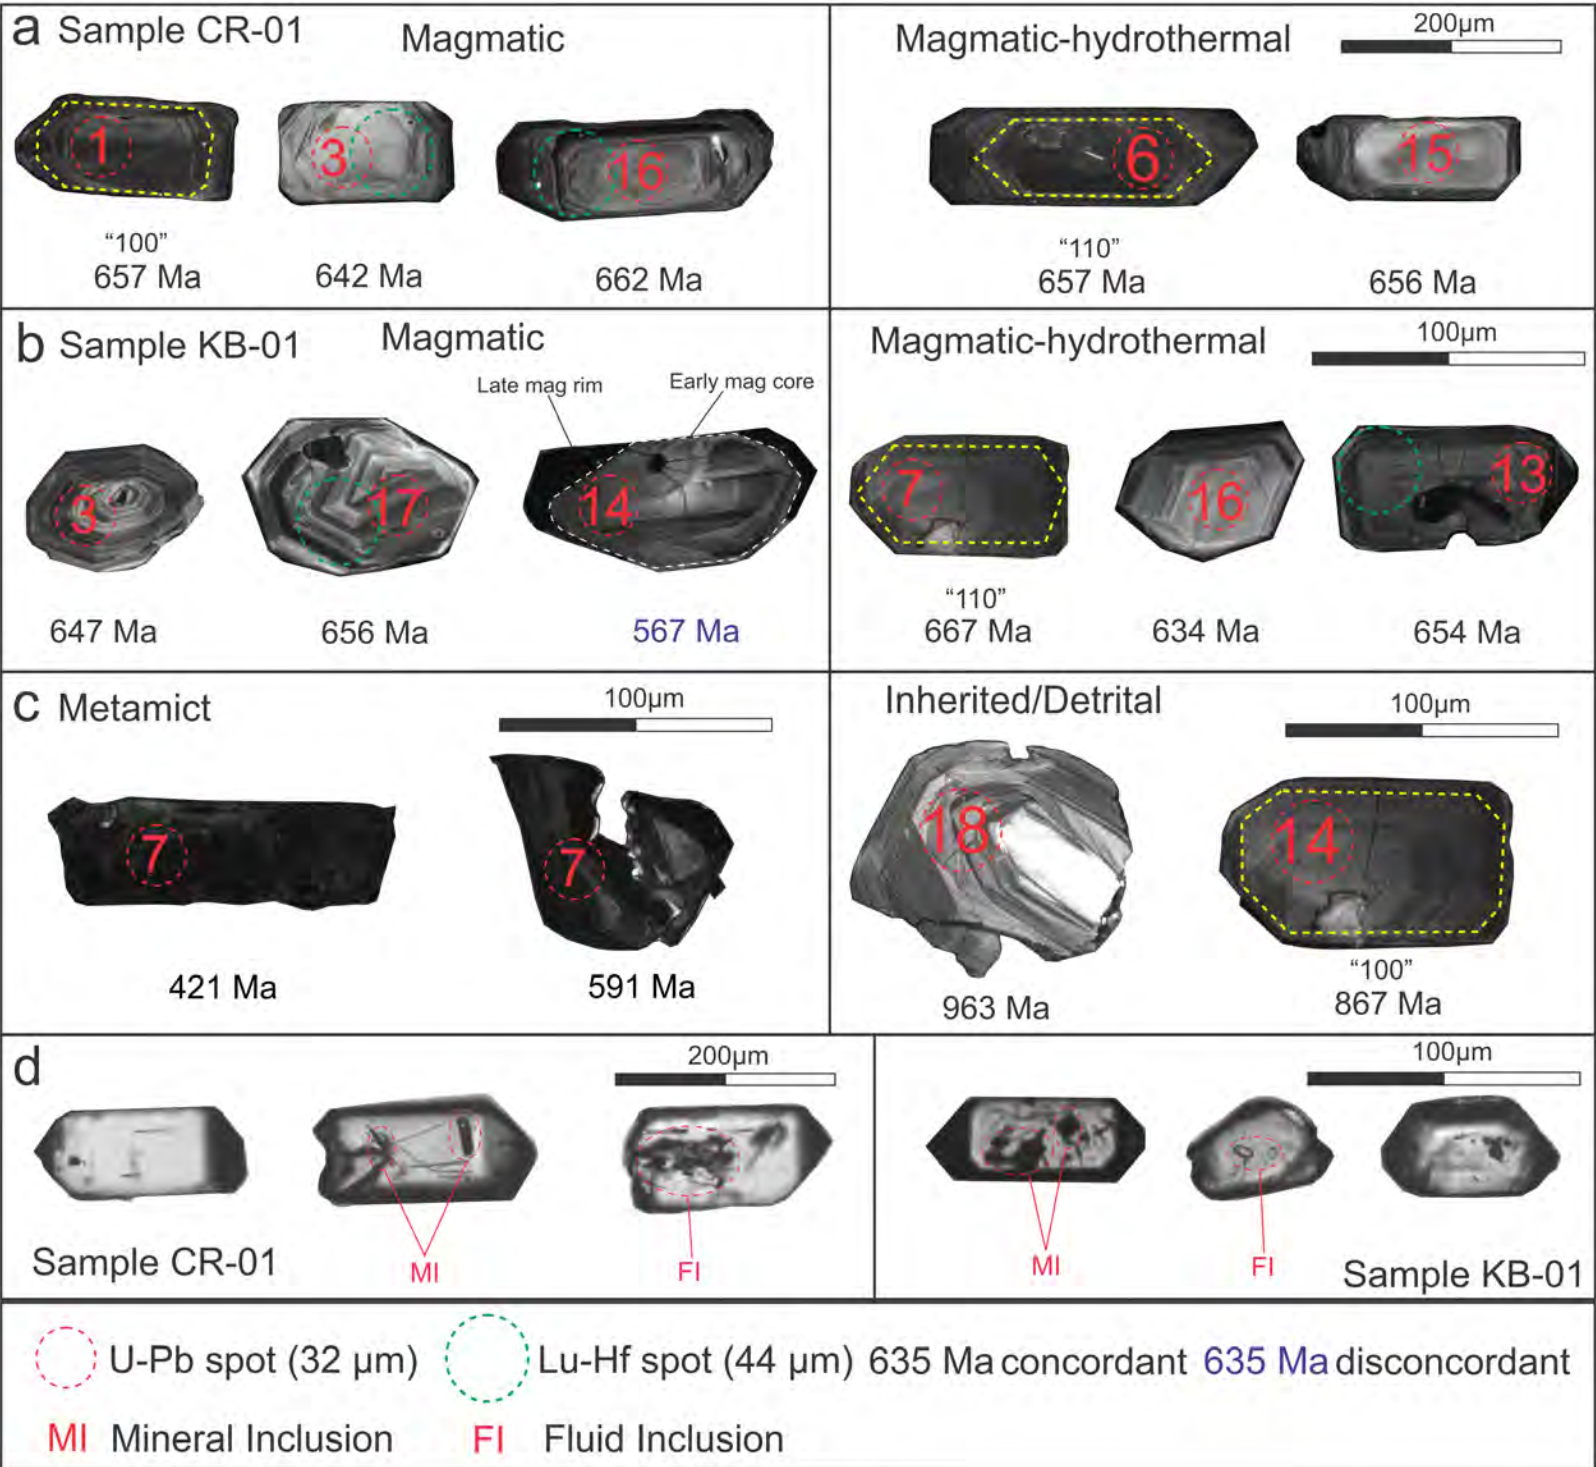 a Sample CR-01
Magmatic
Magmatic-hydrothermal
200µm
1
3
16
6
15
"100"
657 Ma
642 Ma
662 Ma
"110"
657 Ma
656 Ma
b Sample KB-01
Magmatic
Magmatic-hydrothermal
100µm
Late mag rim
Early mag core
3
17
14
7
16
13
647 Ma
656 Ma
567 Ma
"110"
667 Ma
634 Ma
654 Ma
c Metamict
100µm
Inherited/Detrital
100µm
7
7
18
14
421 Ma
591 Ma
963 Ma
"100"
867 Ma
d
200µm
100µm
MI
FI
MI
FI
Sample CR-01
Sample KB-01
U-Pb spot (32 µm)
Lu-Hf spot (44 µm)
635 Ma concordant
635 Ma disconcordant
MI Mineral Inclusion
FI Fluid Inclusion